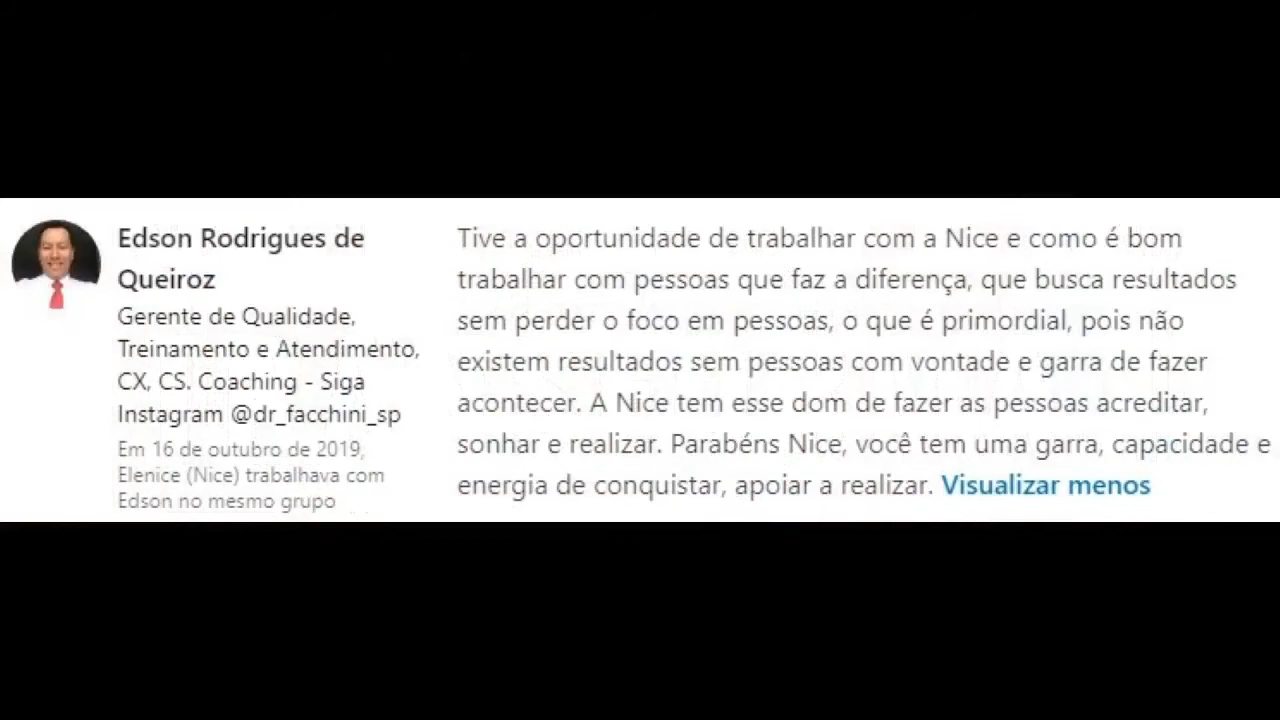 Edson Rodrigues de
Queiroz
Gerente de Qualidade,
Treinamento e Atendimento,
CX, CS. Coaching - Siga
Instagram @dr_facchini_sp
Em 16 de outubro de 2019,
Elenice (Nice) trabalhava com
Edson no mesmo grupo
Tive a oportunidade de trabalhar com a Nice e como é bom
trabalhar com pessoas que faz a diferença, que busca resultados
sem perder o foco em pessoas, o que é primordial, pois não
existem resultados sem pessoas com vontade e garra de fazer
acontecer. A Nice tem esse dom de fazer as pessoas acreditar,
sonhar e realizar. Parabéns Nice, você tem uma garra, capacidade e
energia de conquistar, apoiar a realizar. Visualizar menos